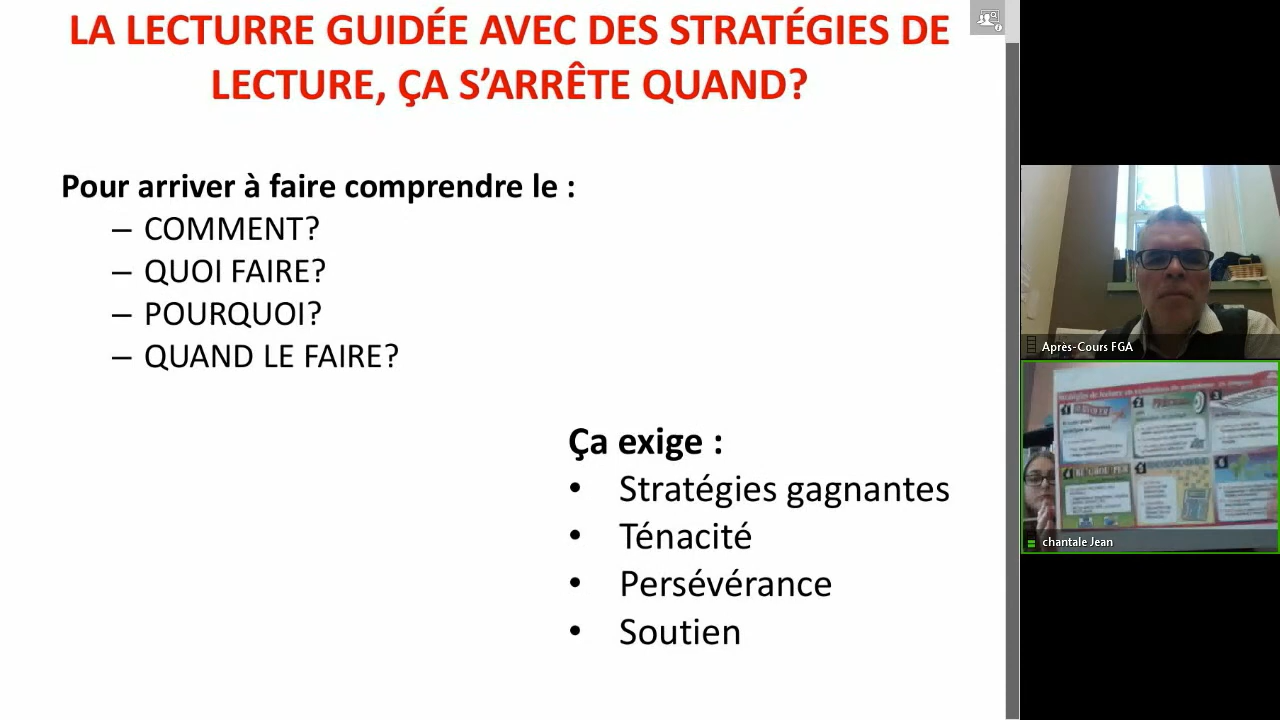 LA LECTURRE GUIDÉE AVEC DES STRATÉGIES DE
LECTURE, ÇA S’ARRÊTE QUAND?
Pour arriver à faire comprendre le :
– COMMENT?
– QUOI FAIRE?
– POURQUOI?
– QUAND LE FAIRE?
Ça exige :
• Stratégies gagnantes
• Ténacité
• Persévérance
• Soutien
Après-Cours FGA
chantale Jean